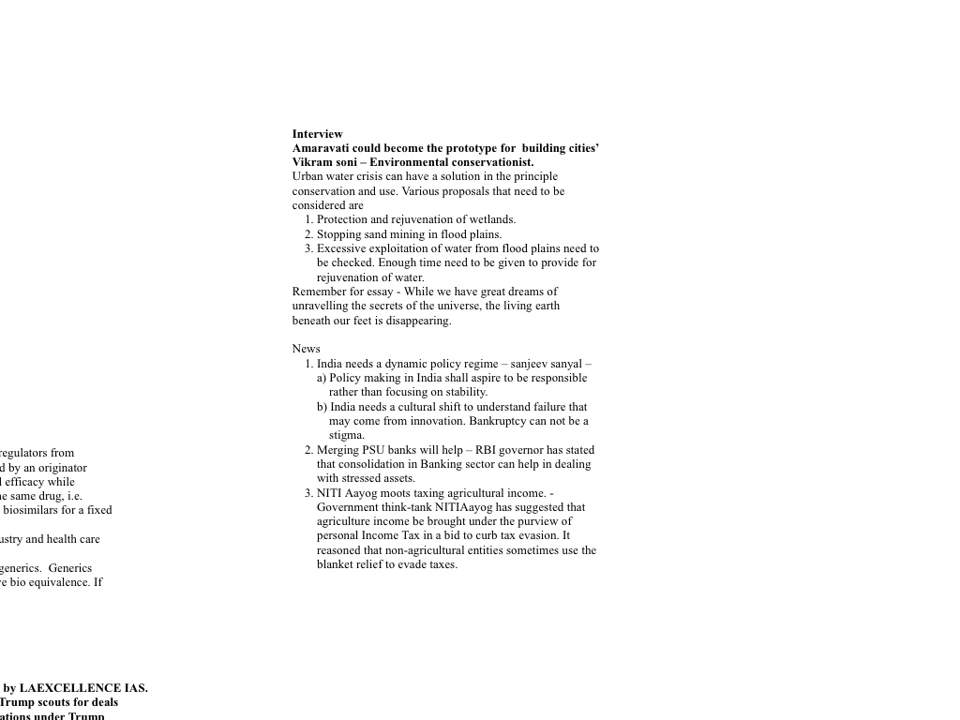 Interview
Amaravati could become the prototype for  building cities’
Vikram soni – Environmental conservationist.
Urban water crisis can have a solution in the principle
conservation and use. Various proposals that need to be
considered are
1. Protection and rejuvenation of wetlands.
2. Stopping sand mining in flood plains.
3. Excessive exploitation of water from flood plains need to
be checked. Enough time need to be given to provide for
rejuvenation of water.
Remember for essay - While we have great dreams of
unravelling the secrets of the universe, the living earth
beneath our feet is disappearing.
News
1. India needs a dynamic policy regime – sanjeev sanyal –
a) Policy making in India shall aspire to be responsible
rather than focusing on stability.
b) India needs a cultural shift to understand failure that
may come from innovation. Bankruptcy can not be a
stigma.
2. Merging PSU banks will help – RBI governor has stated
that consolidation in Banking sector can help in dealing
with stressed assets.
3. NITI Aayog moots taxing agricultural income. -
Government think-tank NITIAayog has suggested that
agriculture income be brought under the purview of
personal Income Tax in a bid to curb tax evasion. It
reasoned that non-agricultural entities sometimes use the
blanket relief to evade taxes.
regulators from
d by an originator
efficacy while
same drug, i.e.
biosimilars for a fixed
ustry and health care
generics.  Generics
bio equivalence. If
by LAEXCELLENCE IAS.
Trump scouts for deals
ations under Trump